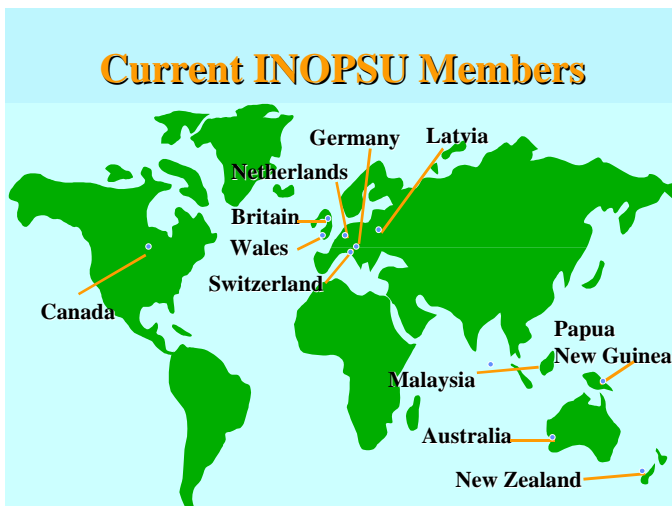 Current INOPSU Members
Germany
Latvia
Netherlands
Britain
Wales
Switzerland
Canada
Papua
New Guinea
Malaysia
Australia
New Zealand